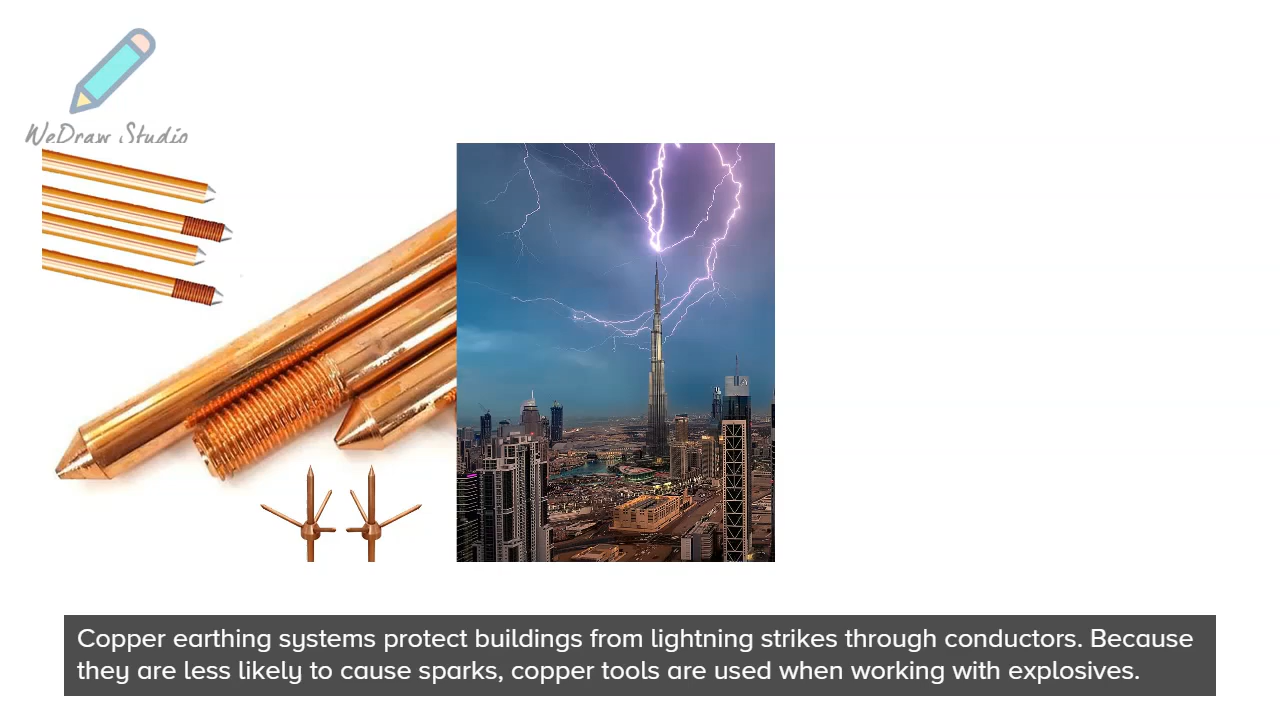 WeDraw Studio
Copper earthing systems protect buildings from lightning strikes through conductors. Because
they are less likely to cause sparks, copper tools are used when working with explosives.